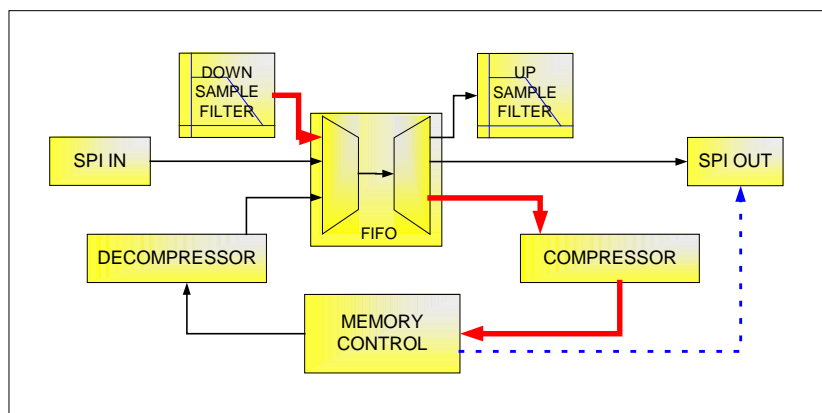 DOWN
SAMPLE
FILTER
UP
SAMPLE
FILTER
SPI IN
SPI OUT
FIFO
DECOMPRESSOR
COMPRESSOR
MEMORY
CONTROL